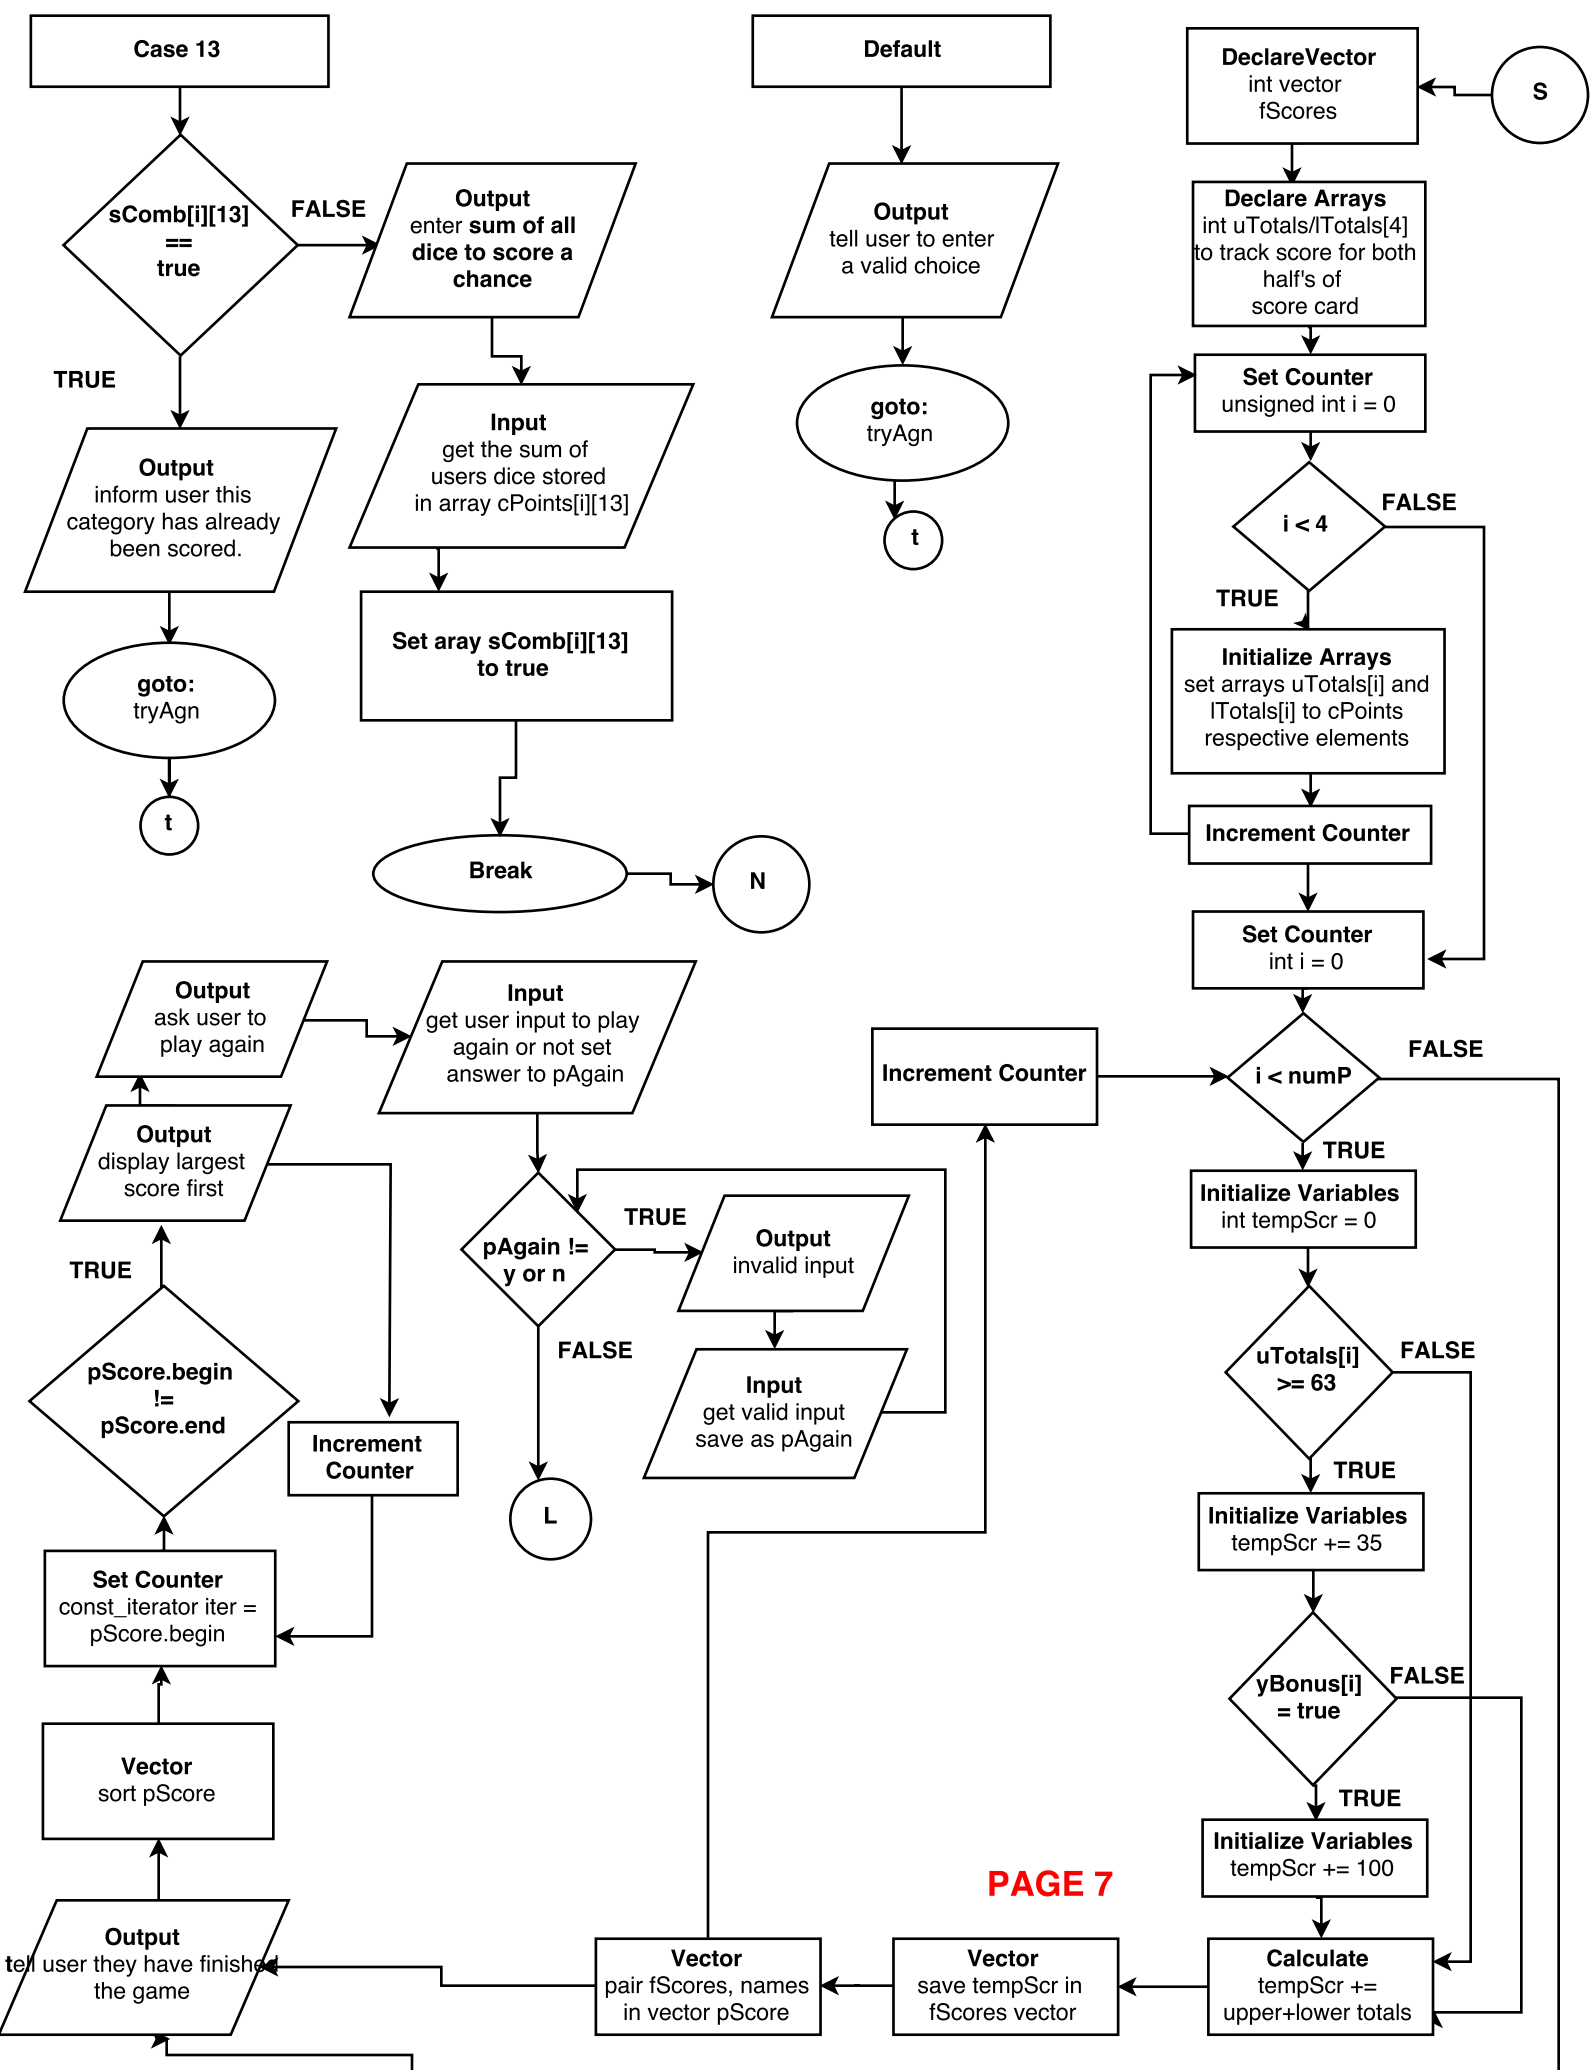 Case 13
sComb[i][13]
==
true
FALSE
TRUE
Output
enter sum of all
dice to score a
chance
Input
get the sum of
users dice stored
in array cPoints[i][13]
Set aray sComb[i][13]
to true
Break
N
Output
inform user this
category has already
been scored.
goto:
tryAgn
t
Default
Output
tell user to enter
a valid choice
goto:
tryAgn
t
S
DeclareVector
int vector
fScores
Declare Arrays
int uTotals/lTotals[4]
to track score for both
half's of
score card
Set Counter
unsigned int i = 0
i < 4
FALSE
TRUE
Initialize Arrays
set arrays uTotals[i] and
lTotals[i] to cPoints
respective elements
Increment Counter
Set Counter
int i = 0
Increment Counter
i < numP
FALSE
TRUE
Initialize Variables
int tempScr = 0
uTotals[i]
>= 63
FALSE
TRUE
Initialize Variables
tempScr += 35
yBonus[i]
= true
FALSE
TRUE
Initialize Variables
tempScr += 100
Calculate
tempScr +=
upper+lower totals
Vector
save tempScr in
fScores vector
Vector
pair fScores, names
in vector pScore
PAGE 7
Output
tell user they have finished
the game
Vector
sort pScore
Set Counter
const_iterator iter =
pScore.begin
Increment
Counter
pScore.begin
!=
pScore.end
TRUE
Output
display largest
score first
Output
ask user to
play again
Input
get user input to play
again or not set
answer to pAgain
pAgain !=
y or n
TRUE
FALSE
Output
invalid input
Input
get valid input
save as pAgain
L